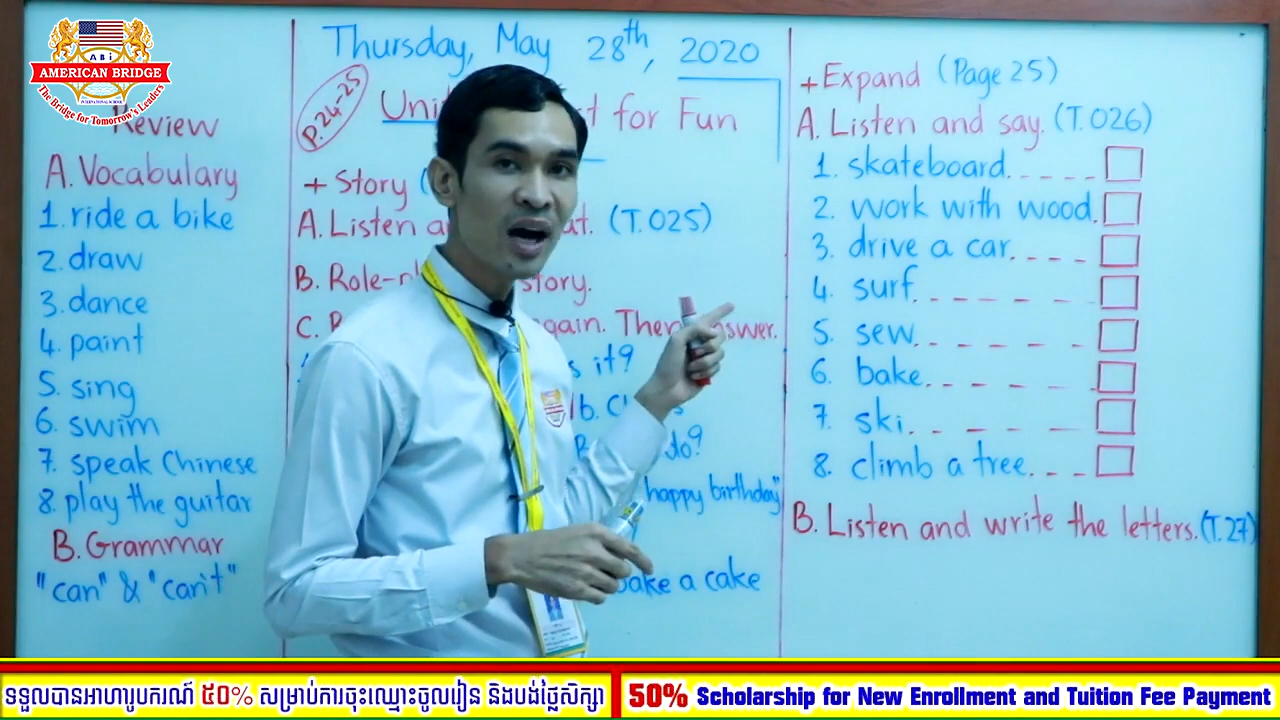 ABi
AMERICAN BRIDGE
INTERNATIONAL SCHOOL
The Bridge for Tomorrow's Leaders
Review
A. Vocabulary
1. ride a bike
2. draw
3. dance
4. paint
5. sing
6. swim
7. speak Chinese
8. play the guitar
B. Grammar
"can" & "can't"
Thursday, May 28th, 2020
P.24-25
Unit for Fun
+ Story
A. Listen at. (T.025)
B. Role- story.
C. again. Then answer.
it?
b.
do?
happy birthday"
bake a cake
+ Expand (Page 25)
A. Listen and say. (T.026)
1. skateboard.
2. work with wood.
3. drive a car.
4. surf.
5. sew.
6. bake.
7. ski.
8. climb a tree.
B. Listen and write the letters. (T.27)
ទទួលបានអាហារូបករណ៍ ៥០% សម្រាប់ការចុះឈ្មោះចូលរៀន និងបង់ថ្លៃសិក្សា
50% Scholarship for New Enrollment and Tuition Fee Payment